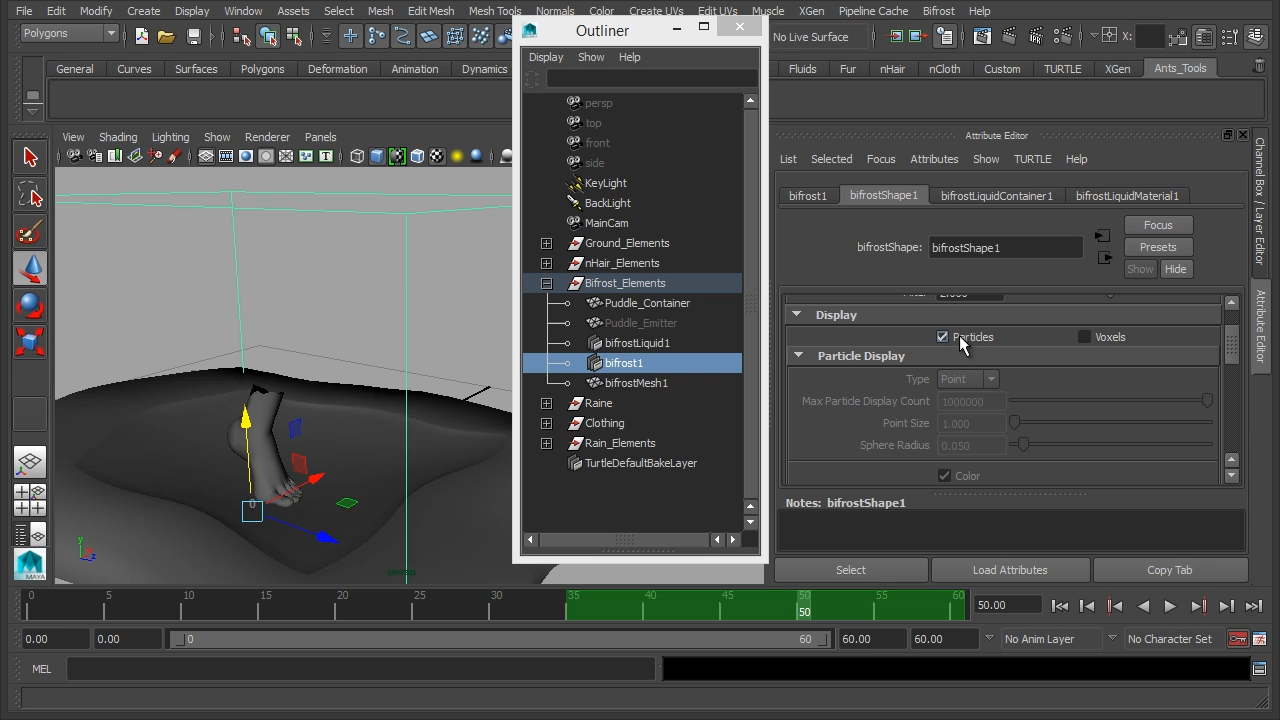 File Edit Modify Create Display Window Assets Select Mesh Edit Mesh Mesh Tools Normals Color Create UVs Edit UVs Muscle XGen Pipeline Cache Bifrost Help
Polygons
No Live Surface
X:
General Curves Surfaces Polygons Deformation Animation Dynamics
Fluids Fur nHair nCloth Custom TURTLE XGen Ants_Tools
View Shading Lighting Show Renderer Panels
Outliner
Display Show Help
persp
top
front
side
KeyLight
BackLight
MainCam
Ground_Elements
nHair_Elements
Bifrost_Elements
Puddle_Container
Puddle_Emitter
bifrostLiquid1
bifrost1
bifrostMesh1
Raine
Clothing
Rain_Elements
TurtleDefaultBakeLayer
Attribute Editor
List Selected Focus Attributes Show TURTLE Help
bifrost1 bifrostShape1 bifrostLiquidContainer1 bifrostLiquidMaterial1
bifrostShape: bifrostShape1
Focus
Presets
Show Hide
Display
Particles Voxels
Particle Display
Type Point
Max Particle Display Count 1000000
Point Size 1.000
Sphere Radius 0.050
Color
Notes: bifrostShape1
Select Load Attributes Copy Tab
Channel Box / Layer Editor
Attribute Editor
y
z
persp
MAYA
0 5 10 15 20 25 30 35 40 45 50 55 60
50
50.00
0.00 0.00 0 60 60.00 60.00 No Anim Layer No Character Set
MEL